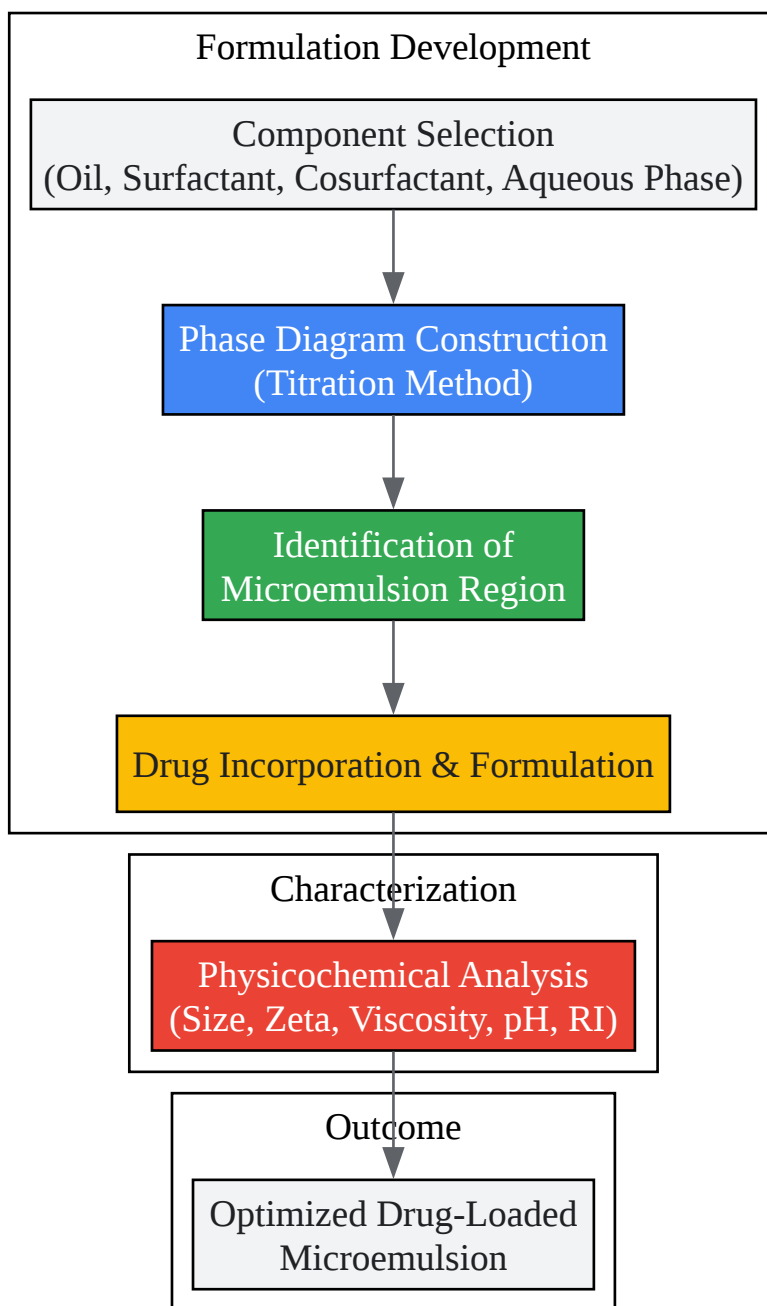 Formulation Development
Component Selection
(Oil, Surfactant, Cosurfactant, Aqueous Phase)
Phase Diagram Construction
(Titration Method)
Identification of
Microemulsion Region
Drug Incorporation & Formulation
Characterization
Physicochemical Analysis
(Size, Zeta, Viscosity, pH, RI)
Outcome
Optimized Drug-Loaded
Microemulsion